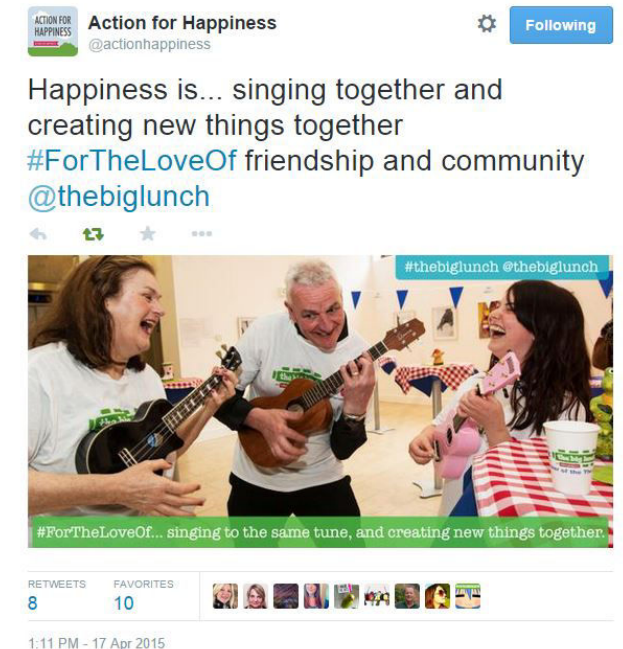 ACTION FOR
HAPPINESS
Action for Happiness
@actionhappiness
Following
Happiness is... singing together and
creating new things together
#ForTheLoveOf friendship and community
@thebiglunch
#thebiglunch @thebiglunch
#ForTheLoveOf... singing to the same tune, and creating new things together.
RETWEETS
FAVORITES
8
10
1:11 PM - 17 Apr 2015